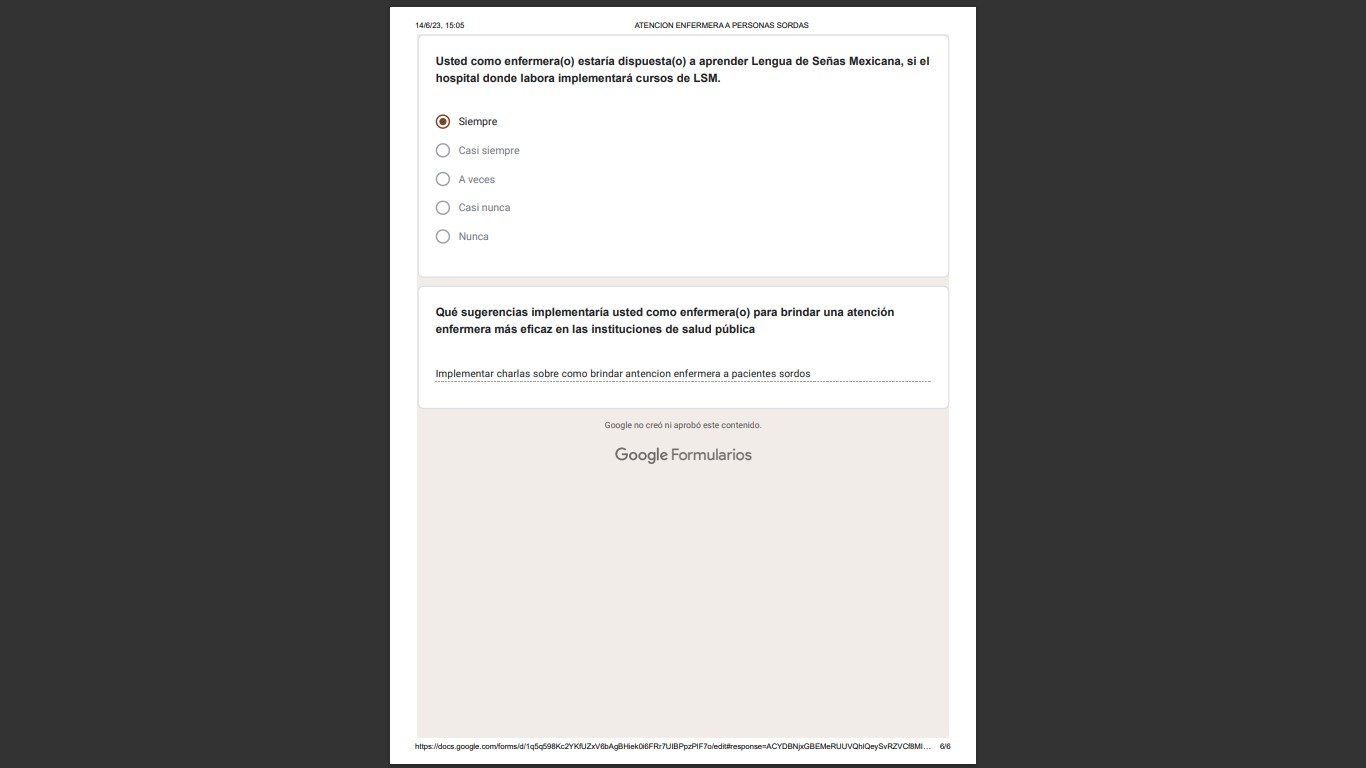 14/6/23, 15:05 ATENCION ENFERMERA A PERSONAS SORDAS
Usted como enfermera(o) estaría dispuesta(o) a aprender Lengua de Señas Mexicana, si el
hospital donde labora implementará cursos de LSM.
Siempre
Casi siempre
A veces
Casi nunca
Nunca
Qué sugerencias implementaría usted como enfermera(o) para brindar una atención
enfermera más eficaz en las instituciones de salud pública
Implementar charlas sobre como brindar antencion enfermera a pacientes sordos
Google no creó ni aprobó este contenido.
Google Formularios
6/6